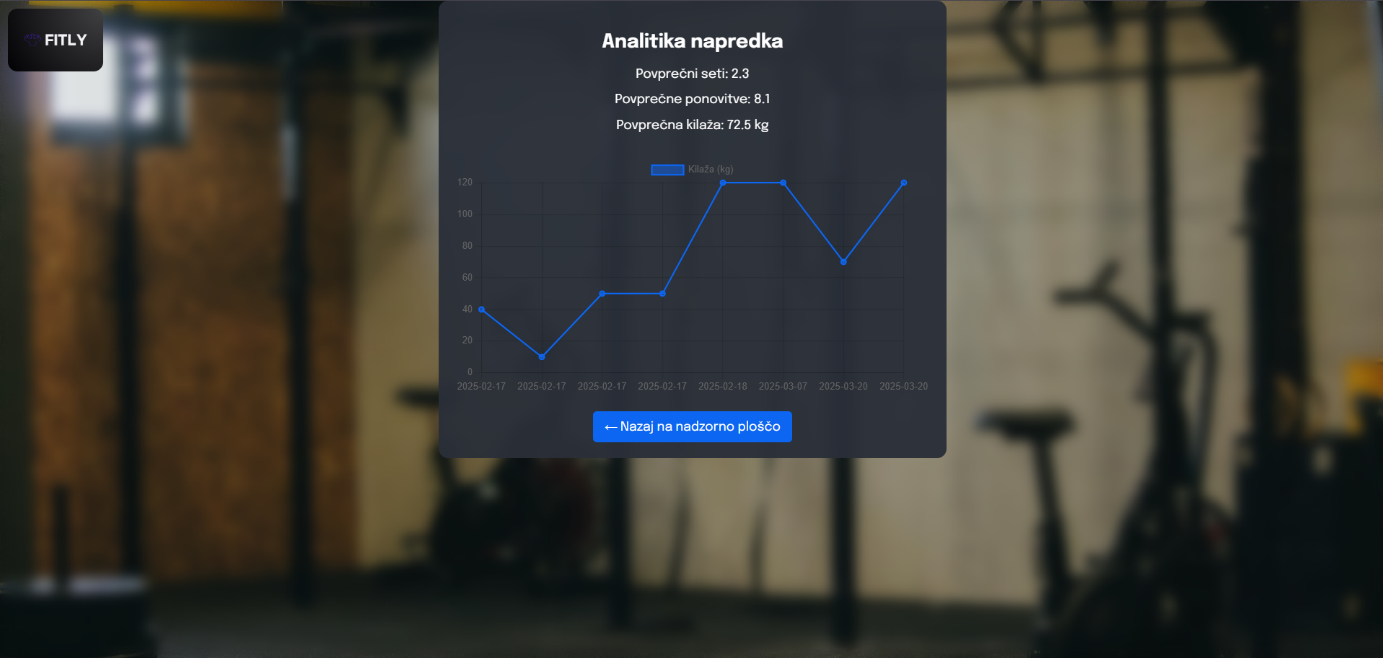 FITLY
Analitika napredka
Povprečni seti: 2.3
Povprečne ponovitve: 8.1
Povprečna kilaža: 72.5 kg
Kilaža (kg)
120
100
80
60
40
20
0
2025-02-17 2025-02-17 2025-02-17 2025-02-17 2025-02-18 2025-03-07 2025-03-20 2025-03-20
← Nazaj na nadzorno ploščo